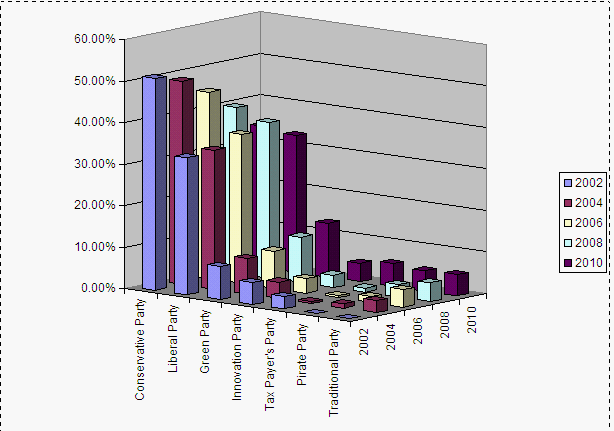 60.00%
50.00%
40.00%
30.00%
20.00%
10.00%
0.00%
Conservative Party
Liberal Party
Green Party
Innovation Party
Tax Payer's Party
Pirate Party
Traditional Party
2002
2004
2006
2008
2010
2002
2004
2006
2008
2010